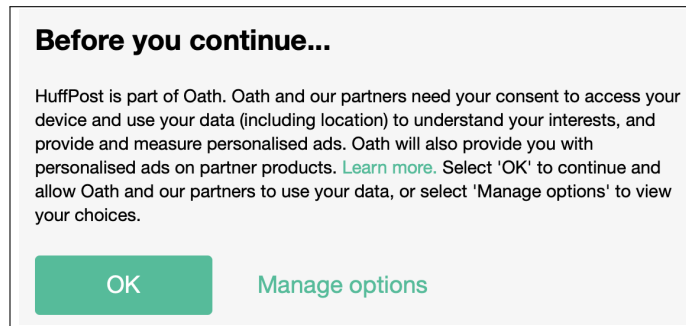 Before you continue...
HuffPost is part of Oath. Oath and our partners need your consent to access your
device and use your data (including location) to understand your interests, and
provide and measure personalised ads. Oath will also provide you with
personalised ads on partner products. Learn more. Select 'OK' to continue and
allow Oath and our partners to use your data, or select 'Manage options' to view
your choices.
OK Manage options